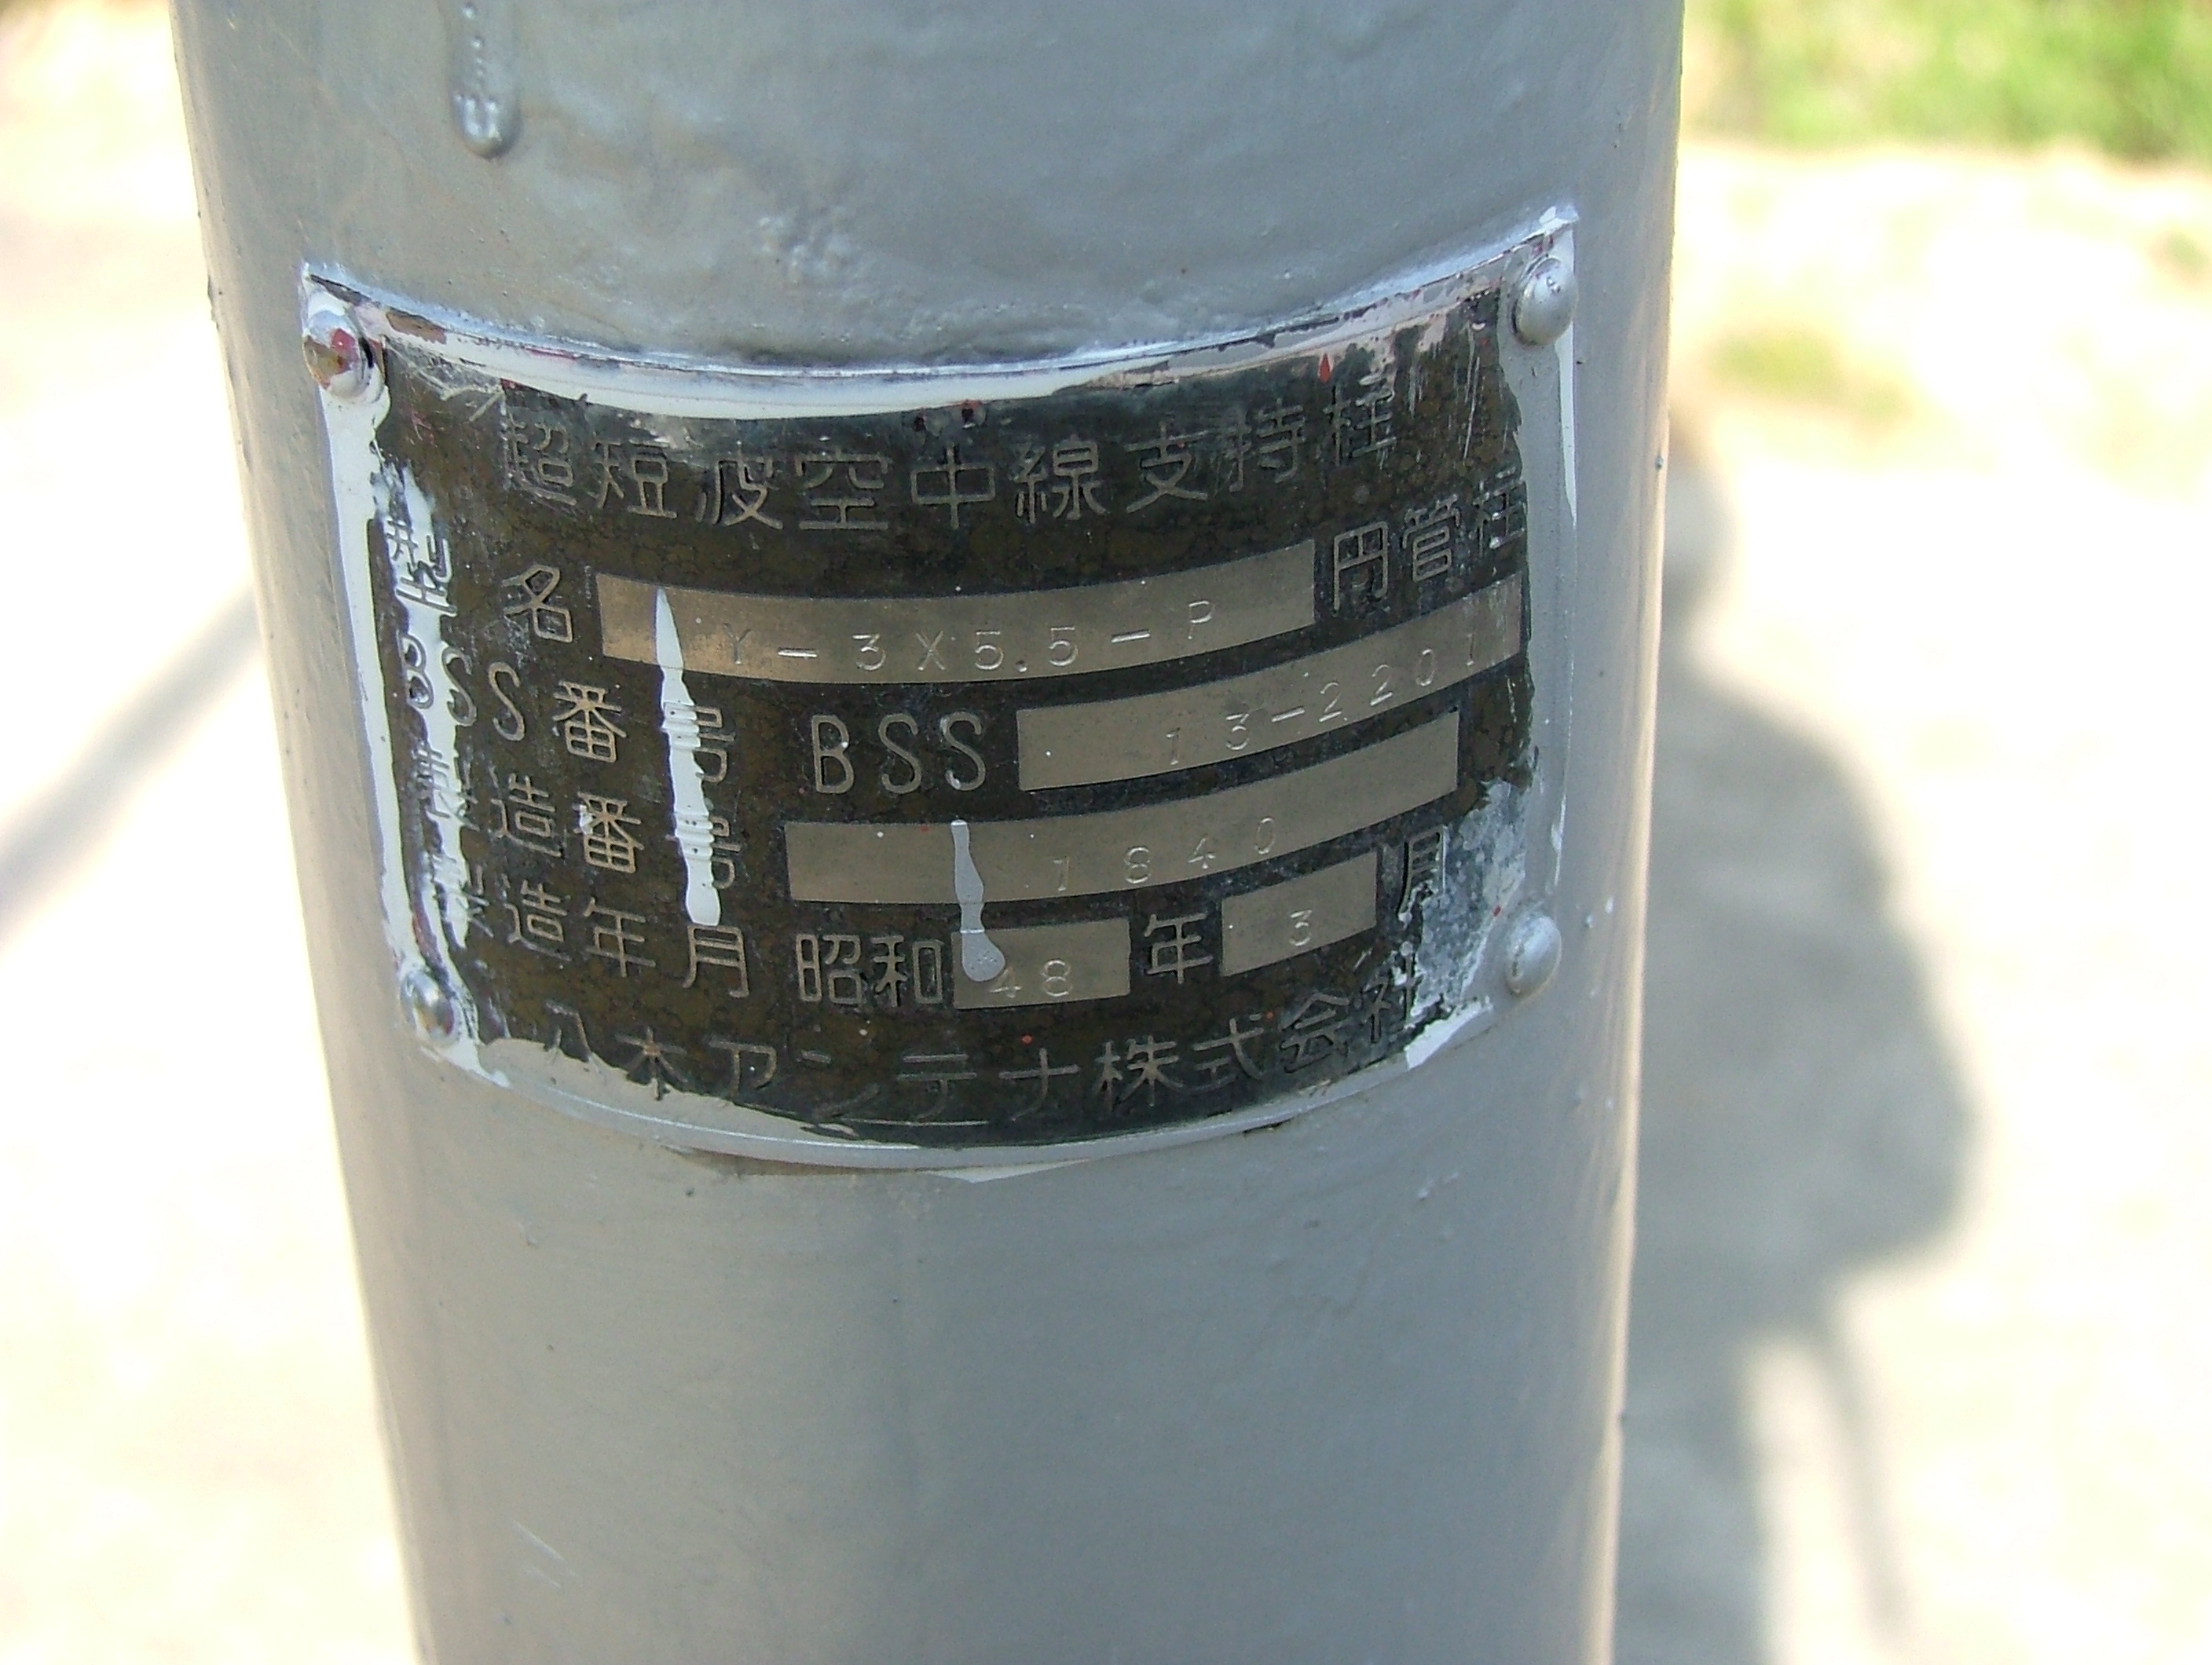 超短波空中線支持柱
型名 Y-3X5.5-P 円管柱
BSS番号 BSS 13-2201
製造番号 1840
製造年月 昭和48年3月
八木アンテナ株式会社